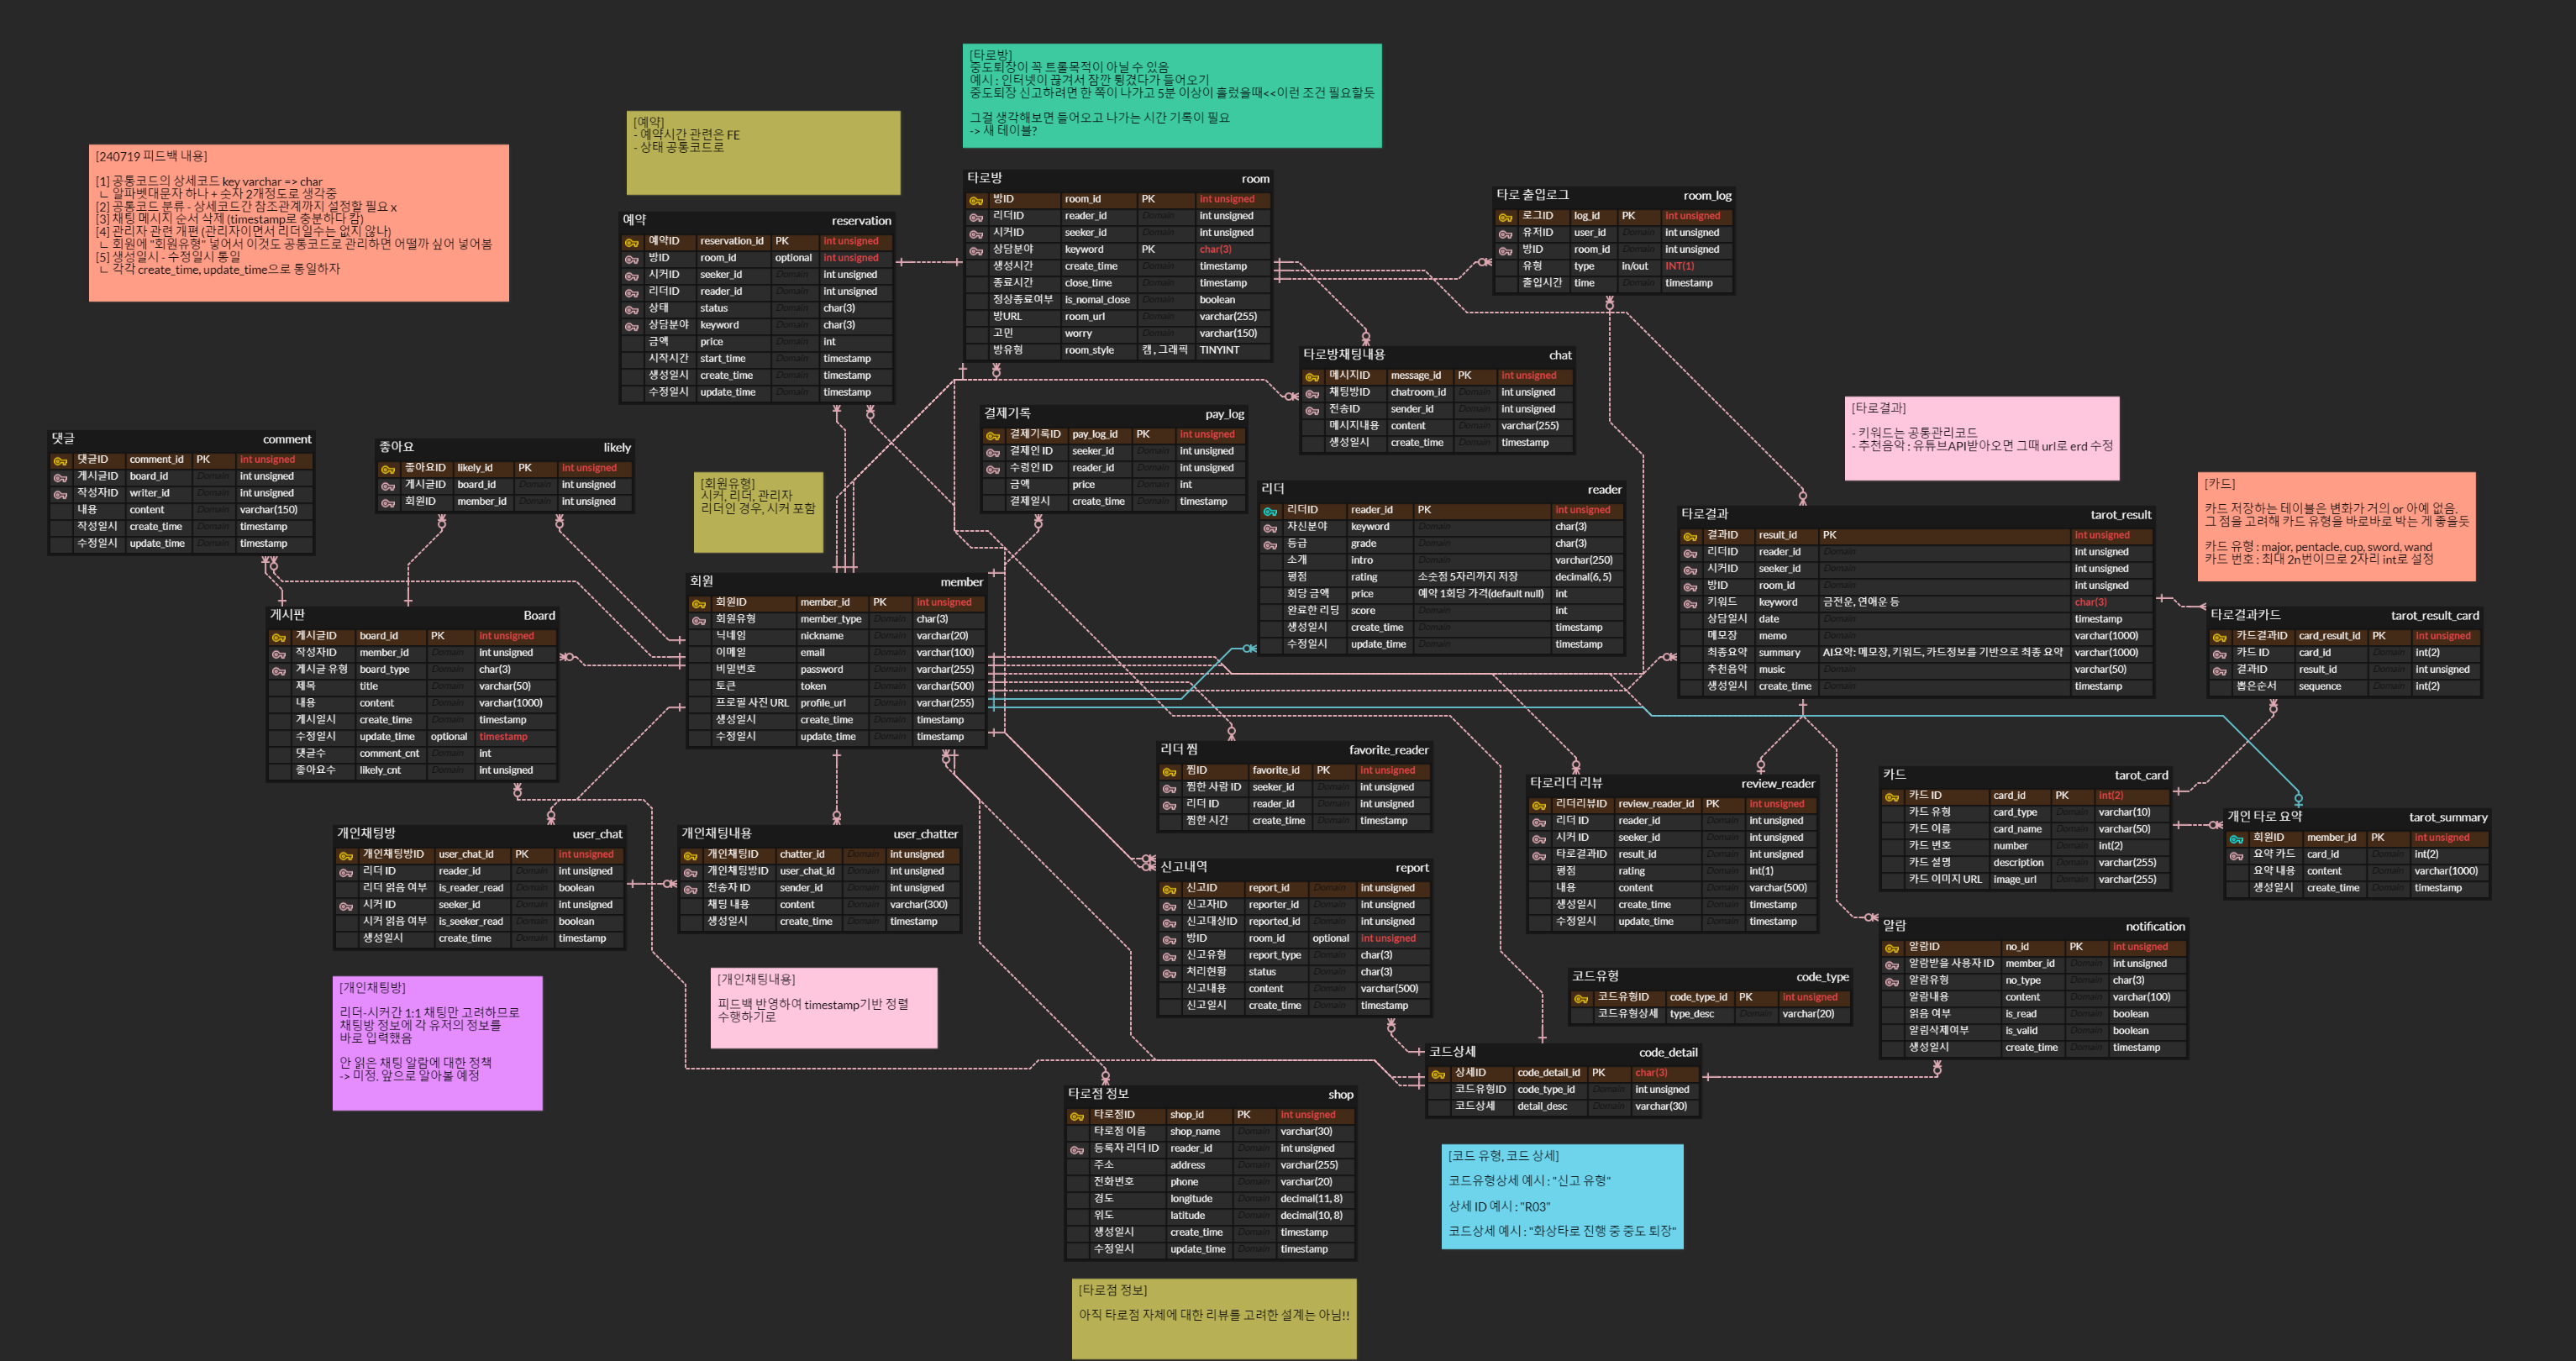 [타로방]
중도퇴장이 꼭 트롤목적이 아닐 수 있음
예시 : 인터넷이 끊겨서 잠깐 튕겼다가 들어오기
중도퇴장 신고하려면 한 쪽이 나가고 5분 이상이 흘렀을때<<이런 조건 필요할듯
그걸 생각해보면 들어오고 나가는 시간 기록이 필요
-> 새 테이블?
[예약]
- 예약시간 관련은 FE
- 상태 공통코드로
[240719 피드백 내용]
[1] 공통코드의 상세코드 key varchar => char
ㄴ 알파벳대문자 하나 + 숫자 2개정도로 생각중
[2] 공통코드 분류 - 상세코드간 참조관계까지 설정할 필요 x
[3] 채팅 메시지 순서 삭제 (timestamp로 충분하다 캄)
[4] 관리자 관련 개편 (관리자이면서 리더일수는 없지 않나)
ㄴ 회원에 "회원유형" 넣어서 이것도 공통코드로 관리하면 어떨까 싶어 넣어봄
[5] 생성일시 - 수정일시 통일
ㄴ 각각 create_time, update_time으로 통일하자
타로방 room
방ID room_id PK int unsigned
리더ID reader_id Domain int unsigned
시커ID seeker_id Domain int unsigned
상담분야 keyword PK char(3)
생성시간 create_time Domain timestamp
종료시간 close_time Domain timestamp
정상종료여부 is_nomal_close Domain boolean
방URL room_url Domain varchar(255)
고민 worry Domain varchar(150)
방유형 room_style 캠, 그래픽 TINYINT
타로 출입로그 room_log
로그ID log_id PK int unsigned
유저ID user_id Domain int unsigned
방ID room_id Domain int unsigned
유형 type in/out INT(1)
출입시간 time Domain timestamp
예약 reservation
예약ID reservation_id PK int unsigned
방ID room_id optional int unsigned
시커ID seeker_id Domain int unsigned
리더ID reader_id Domain int unsigned
상태 status Domain char(3)
상담분야 keyword Domain char(3)
금액 price Domain int
시작시간 start_time Domain timestamp
생성일시 create_time Domain timestamp
수정일시 update_time Domain timestamp
타로방채팅내용 chat
메시지ID message_id PK int unsigned
채팅방ID chatroom_id Domain int unsigned
전송ID sender_id Domain int unsigned
메시지내용 content Domain varchar(255)
생성일시 create_time Domain timestamp
결제기록 pay_log
결제기록ID pay_log_id PK int unsigned
결제인 ID seeker_id Domain int unsigned
수령인 ID reader_id Domain int unsigned
금액 price Domain int
결제일시 create_time Domain timestamp
[타로결과]
- 키워드는 공통관리코드
- 추천음악 : 유튜브API받아오면 그때 url로 erd 수정
댓글 comment
댓글ID comment_id PK int unsigned
게시글ID board_id Domain int unsigned
작성자ID writer_id Domain int unsigned
내용 content Domain varchar(150)
작성일시 create_time Domain timestamp
수정일시 update_time Domain timestamp
좋아요 likely
좋아요ID likely_id PK int unsigned
게시글ID board_id Domain int unsigned
회원ID member_id Domain int unsigned
[회원유형]
시커, 리더, 관리자
리더인 경우, 시커 포함
[카드]
카드 저장하는 테이블은 변화가 거의 or 아예 없음.
그 점을 고려해 카드 유형을 바로바로 박는 게 좋을듯
카드 유형 : major, pentacle, cup, sword, wand
카드 번호 : 최대 2n번이므로 2자리 int로 설정
리더 reader
리더ID reader_id PK int unsigned
자신분야 keyword Domain char(3)
등급 grade Domain char(3)
소개 intro Domain varchar(250)
평점 rating 소숫점 5자리까지 저장 decimal(6, 5)
회당 금액 price 예약 1회당 가격(default null) int
완료한 리딩 score Domain int
생성일시 create_time Domain timestamp
수정일시 update_time Domain timestamp
타로결과 tarot_result
결과ID result_id PK int unsigned
리더ID reader_id Domain int unsigned
시커ID seeker_id Domain int unsigned
방ID room_id Domain int unsigned
키워드 keyword 금전운, 연애운 등 char(3)
상담일시 date Domain timestamp
메모장 memo Domain varchar(1000)
최종요약 summary AI요약: 메모장, 키워드, 카드정보를 기반으로 최종 요약 varchar(1000)
추천음악 music Domain varchar(50)
생성일시 create_time Domain timestamp
회원 member
회원ID member_id PK int unsigned
회원유형 member_type Domain char(3)
닉네임 nickname Domain varchar(20)
이메일 email Domain varchar(100)
비밀번호 password Domain varchar(255)
토큰 token Domain varchar(500)
프로필 사진 URL profile_url Domain varchar(255)
생성일시 create_time Domain timestamp
수정일시 update_time Domain timestamp
게시판 Board
게시글ID board_id PK int unsigned
작성자ID member_id Domain int unsigned
게시글 유형 board_type Domain char(3)
제목 title Domain varchar(50)
내용 content Domain varchar(1000)
게시일시 create_time Domain timestamp
수정일시 update_time optional timestamp
댓글수 comment_cnt Domain int
좋아요수 likely_cnt Domain int unsigned
타로결과카드 tarot_result_card
카드결과ID card_result_id PK int unsigned
카드 ID card_id Domain int(2)
결과ID result_id Domain int unsigned
뽑은순서 sequence Domain int(2)
리더 찜 favorite_reader
찜ID favorite_id PK int unsigned
찜한 사람 ID seeker_id Domain int unsigned
리더 ID reader_id Domain int unsigned
찜한 시간 create_time Domain timestamp
타로리더 리뷰 review_reader
리더리뷰ID review_reader_id PK int unsigned
리더 ID reader_id Domain int unsigned
시커 ID seeker_id Domain int unsigned
타로결과ID result_id Domain int unsigned
평점 rating Domain int(1)
내용 content Domain varchar(500)
생성일시 create_time Domain timestamp
수정일시 update_time Domain timestamp
카드 tarot_card
카드 ID card_id PK int(2)
카드 유형 card_type Domain varchar(10)
카드 이름 card_name Domain varchar(50)
카드 번호 number Domain int(2)
카드 설명 description Domain varchar(255)
카드 이미지 URL image_url Domain varchar(255)
개인 타로 요약 tarot_summary
회원ID member_id PK int unsigned
요약 카드 card_id Domain int(2)
요약 내용 content Domain varchar(1000)
생성일시 create_time Domain timestamp
개인채팅방 user_chat
개인채팅방ID user_chat_id PK int unsigned
리더 ID reader_id Domain int unsigned
리더 읽음 여부 is_reader_read Domain boolean
시커 ID seeker_id Domain int unsigned
시커 읽음 여부 is_seeker_read Domain boolean
생성일시 create_time Domain timestamp
개인채팅내용 user_chatter
개인채팅ID chatter_id Domain int unsigned
개인채팅방ID user_chat_id Domain int unsigned
전송자 ID sender_id Domain int unsigned
채팅 내용 content Domain varchar(300)
생성일시 create_time Domain timestamp
신고내역 report
신고ID report_id Domain int unsigned
신고자ID reporter_id Domain int unsigned
신고대상ID reported_id Domain int unsigned
방ID room_id optional int unsigned
신고유형 report_type Domain char(3)
처리현황 status Domain char(3)
신고내용 content Domain varchar(500)
신고일시 create_time Domain timestamp
알람 notification
알람ID no_id PK int unsigned
알람받을 사용자 ID member_id Domain int unsigned
알람유형 no_type Domain char(3)
알람내용 content Domain varchar(100)
읽음 여부 is_read Domain boolean
알림삭제여부 is_valid Domain boolean
생성일시 create_time Domain timestamp
[개인채팅방]
리더-시커간 1:1 채팅만 고려하므로
채팅방 정보에 각 유저의 정보를
바로 입력했음
안 읽은 채팅 알람에 대한 정책
-> 미정, 앞으로 알아볼 예정
[개인채팅내용]
피드백 반영하여 timestamp기반 정렬
수행하기로
코드유형 code_type
코드유형ID code_type_id PK int unsigned
코드유형상세 type_desc Domain varchar(20)
코드상세 code_detail
상세ID code_detail_id PK char(3)
코드유형ID code_type_id Domain int unsigned
코드상세 detail_desc Domain varchar(30)
타로점 정보 shop
타로점ID shop_id PK int unsigned
타로점 이름 shop_name Domain varchar(30)
등록자 리더 ID reader_id Domain int unsigned
주소 address Domain varchar(255)
전화번호 phone Domain varchar(20)
경도 longitude Domain decimal(11, 8)
위도 latitude Domain decimal(10, 8)
생성일시 create_time Domain timestamp
수정일시 update_time Domain timestamp
[코드 유형, 코드 상세]
코드유형상세 예시 : "신고 유형"
상세 ID 예시 : "R03"
코드상세 예시 : "화상타로 진행 중 중도 퇴장"
[타로점 정보]
아직 타로점 자체에 대한 리뷰를 고려한 설계는 아님!!